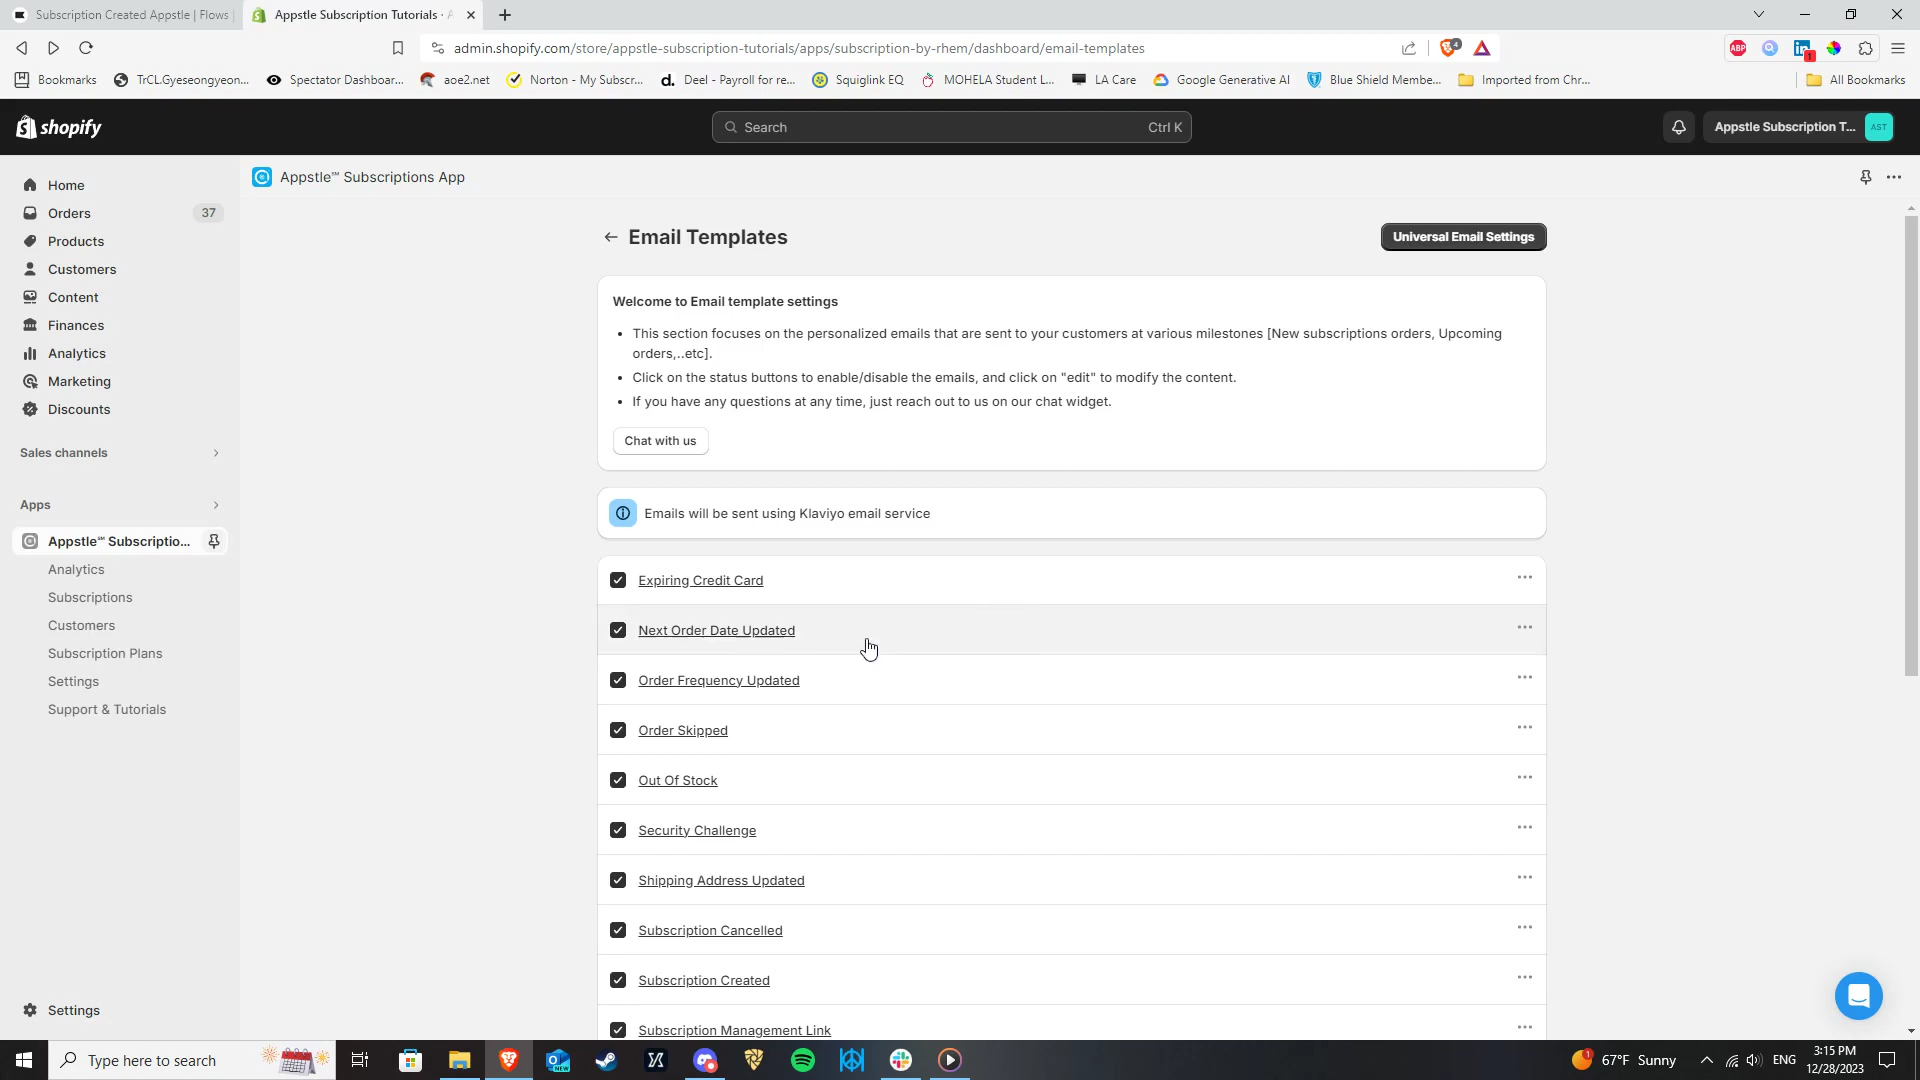 Subscription Created Appstle | Flows
Appstle Subscription Tutorials ·
admin.shopify.com/store/appstle-subscription-tutorials/apps/subscription-by-rhem/dashboard/email-templates
4
ABP
1
Bookmarks
TrCL.Gyeseongyeon...
Spectator Dashboar...
aoe2.net
Norton - My Subscr...
Deel - Payroll for re...
Squiglink EQ
MOHELA Student L...
LA Care
Google Generative AI
Blue Shield Membe...
Imported from Chr...
All Bookmarks
shopify
Search
Ctrl K
Appstle Subscription T...
AST
Home
Orders
37
Products
Customers
Content
Finances
Analytics
Marketing
Discounts
Sales channels
Apps
Appstle℠ Subscriptio...
Analytics
Subscriptions
Customers
Subscription Plans
Settings
Support & Tutorials
Settings
Appstle℠ Subscriptions App
Email Templates
Universal Email Settings
Welcome to Email template settings
• This section focuses on the personalized emails that are sent to your customers at various milestones [New subscriptions orders, Upcoming
orders,..etc].
• Click on the status buttons to enable/disable the emails, and click on "edit" to modify the content.
• If you have any questions at any time, just reach out to us on our chat widget.
Chat with us
Emails will be sent using Klaviyo email service
Expiring Credit Card
Next Order Date Updated
Order Frequency Updated
Order Skipped
Out Of Stock
Security Challenge
Shipping Address Updated
Subscription Cancelled
Subscription Created
Subscription Management Link
Type here to search
NEW
1
67°F Sunny
ENG
3:15 PM
12/28/2023